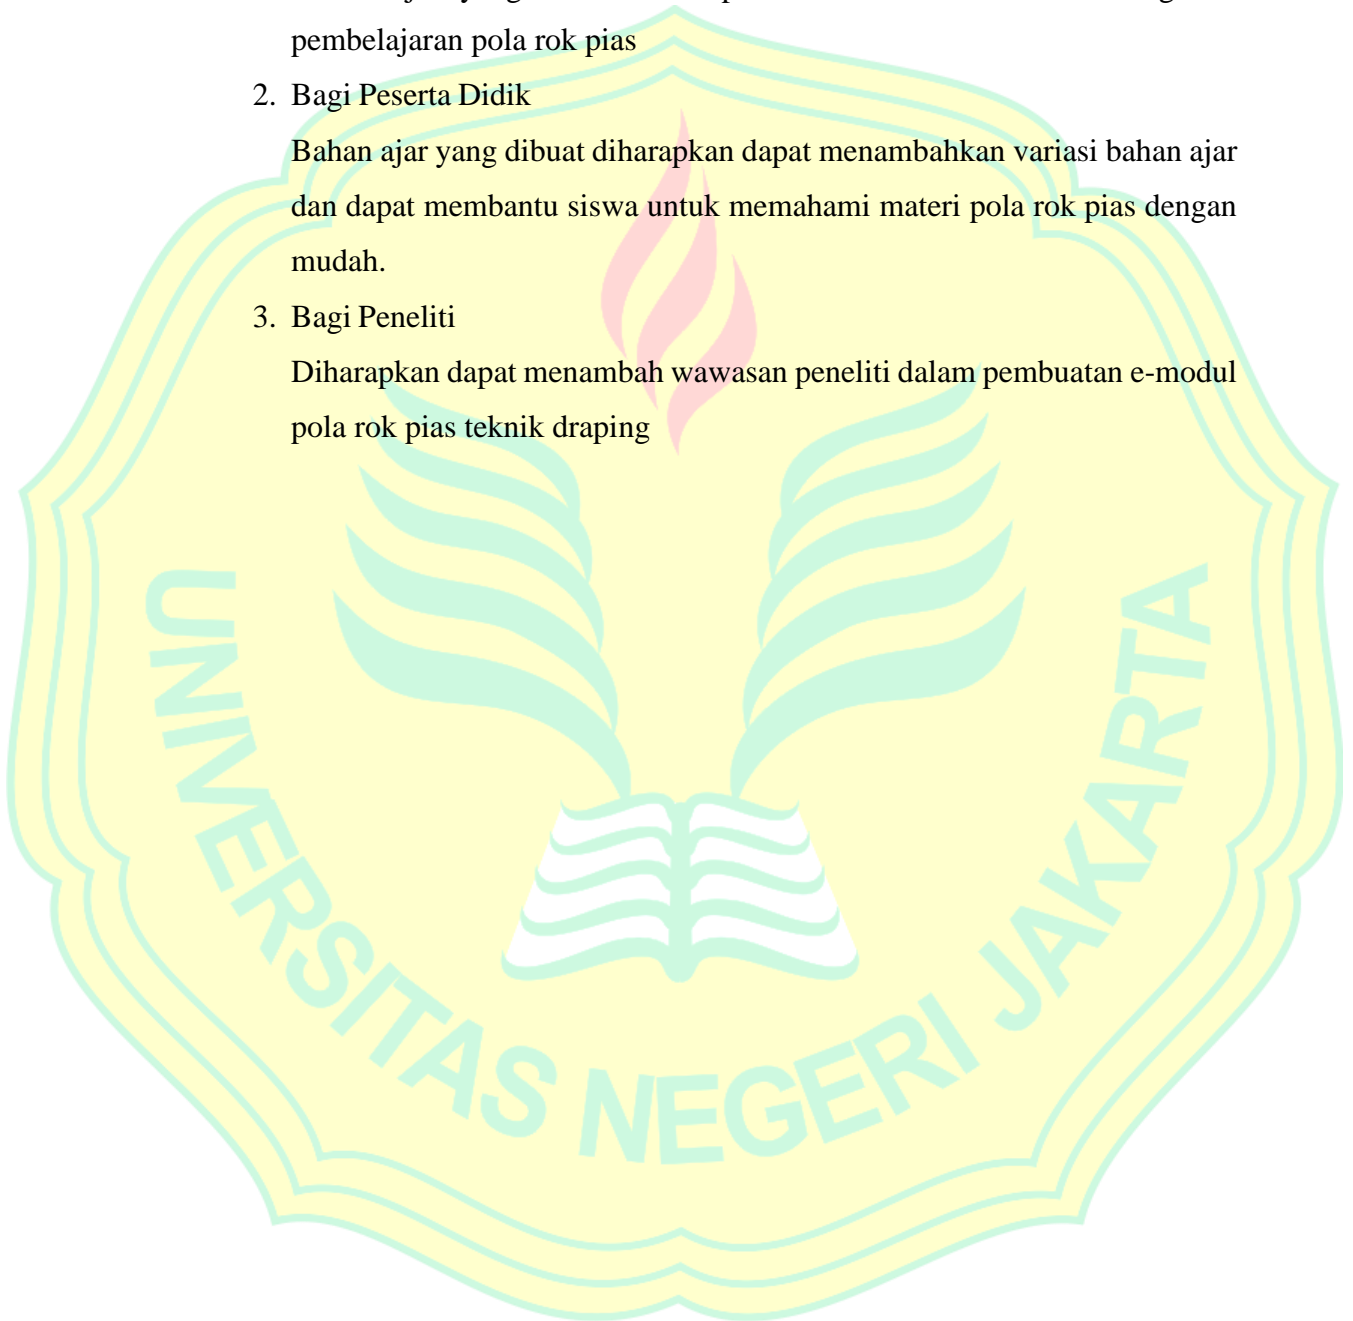 pembelajaran pola rok pias
2. Bagi Peserta Didik
Bahan ajar yang dibuat diharapkan dapat menambahkan variasi bahan ajar
dan dapat membantu siswa untuk memahami materi pola rok pias dengan
mudah.
3. Bagi Peneliti
Diharapkan dapat menambah wawasan peneliti dalam pembuatan e-modul
pola rok pias teknik draping
UNIVERSITAS NEGERI JAKARTA